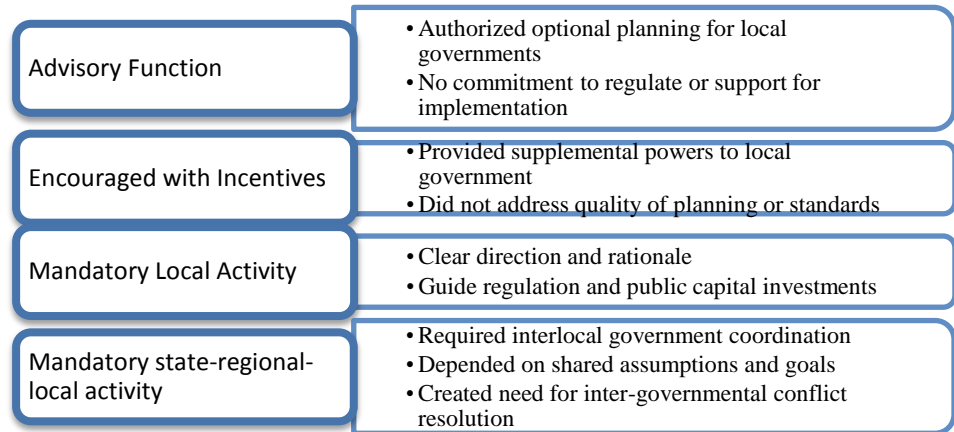 Advisory Function
• Authorized optional planning for local
governments
• No commitment to regulate or support for
implementation
Encouraged with Incentives
• Provided supplemental powers to local
government
• Did not address quality of planning or standards
Mandatory Local Activity
• Clear direction and rationale
• Guide regulation and public capital investments
Mandatory state-regional-
local activity
• Required interlocal government coordination
• Depended on shared assumptions and goals
• Created need for inter-governmental conflict
resolution